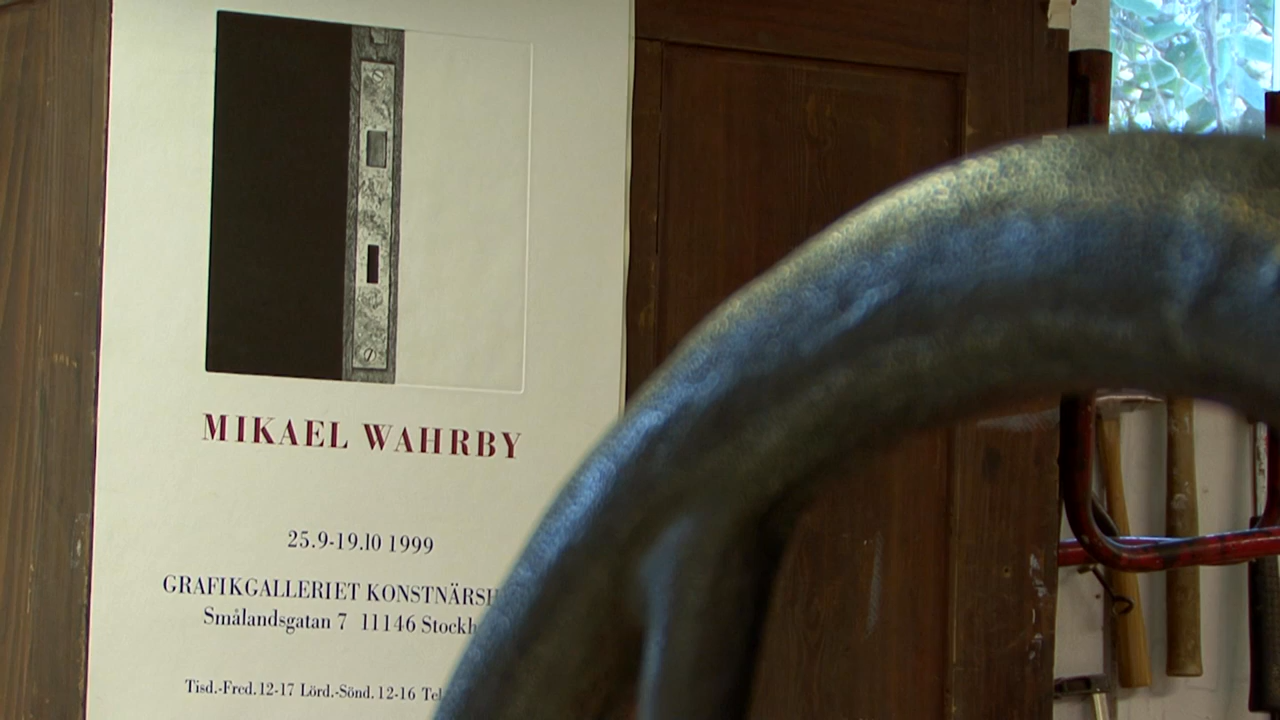 MIKAEL WAHRBY
25.9-19.10 1999
GRAFIKGALLERIET
Smålandsgatan 7 11146
Tisd.-Fred. 12-17 Lörd.-Sönd. 12-16